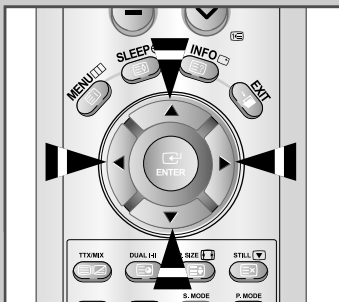 SLEEP
INFO
MENU
EXIT
ENTER
TTX/MIX
DUAL I-II
SIZE
STILL
S. MODE
P. MODE